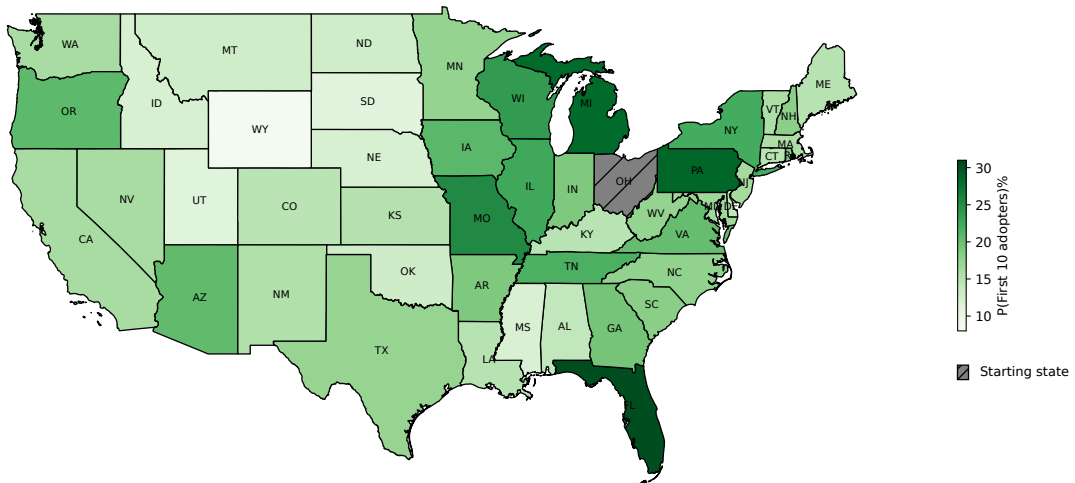 WA
MT
ND
MN
ME
OR
ID
SD
WI
MI
VT
NH
NY
MA
WY
IA
CT
NE
PA
OH
NJ
NV
UT
CO
IL
IN
KS
MO
WV
MD
DE
CA
KY
VA
OK
TN
NC
AZ
NM
AR
SC
MS
AL
GA
TX
LA
FL
30
25
20
15
10
P(First 10 adopters)%
Starting state